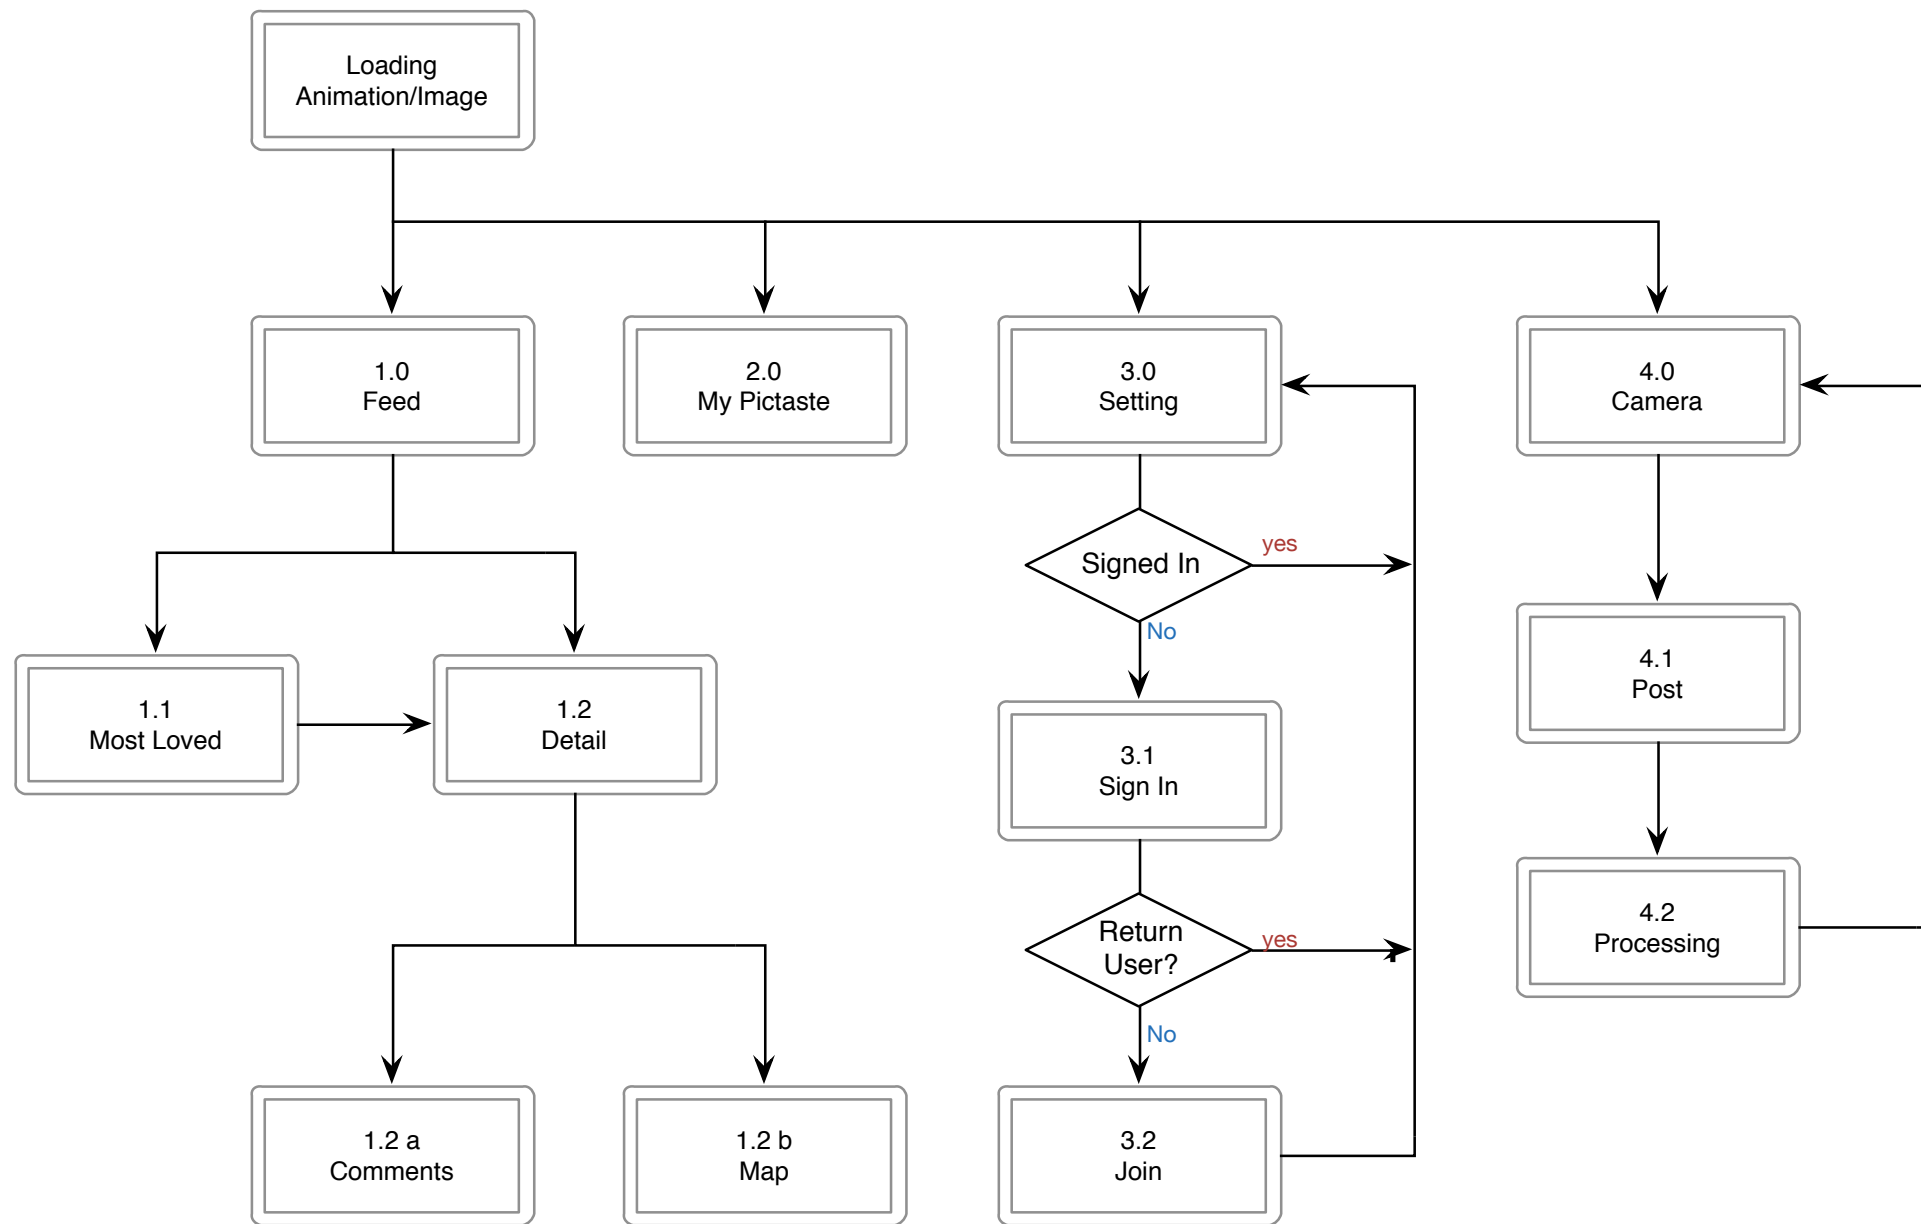 Loading
Animation/Image
1.0
Feed
2.0
My Pictaste
3.0
Setting
4.0
Camera
Signed In
yes
No
1.1
Most Loved
1.2
Detail
3.1
Sign In
4.1
Post
Return
User?
yes
No
4.2
Processing
1.2 a
Comments
1.2 b
Map
3.2
Join